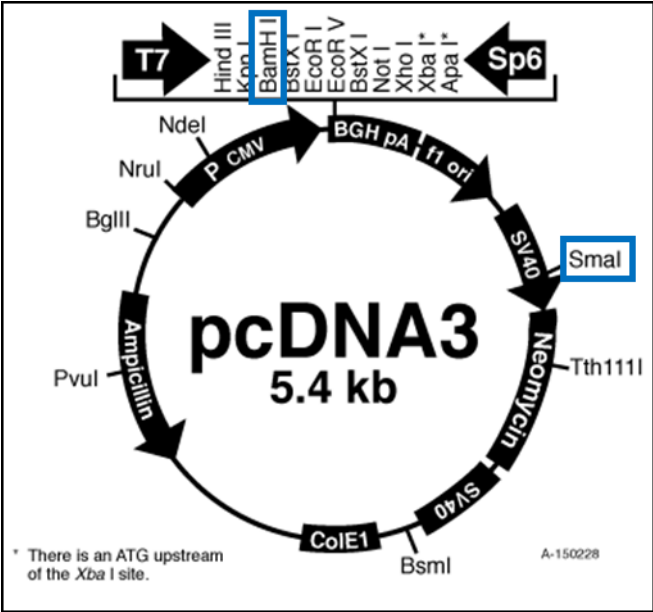 T7
Hind III
Kpn I
BamH I
BstX I
EcoR I
EcoR V
BstX I
Not I
Xho I
Xba I*
Apa I*
Sp6
NdeI
P CMV
BGH pA
f1 ori
NruI
BglII
SV40
SmaI
pcDNA3
5.4 kb
Ampicillin
Neomycin
PvuI
Tth111I
SV40
ColE1
BsmI
* There is an ATG upstream
of the Xba I site.
A-150228